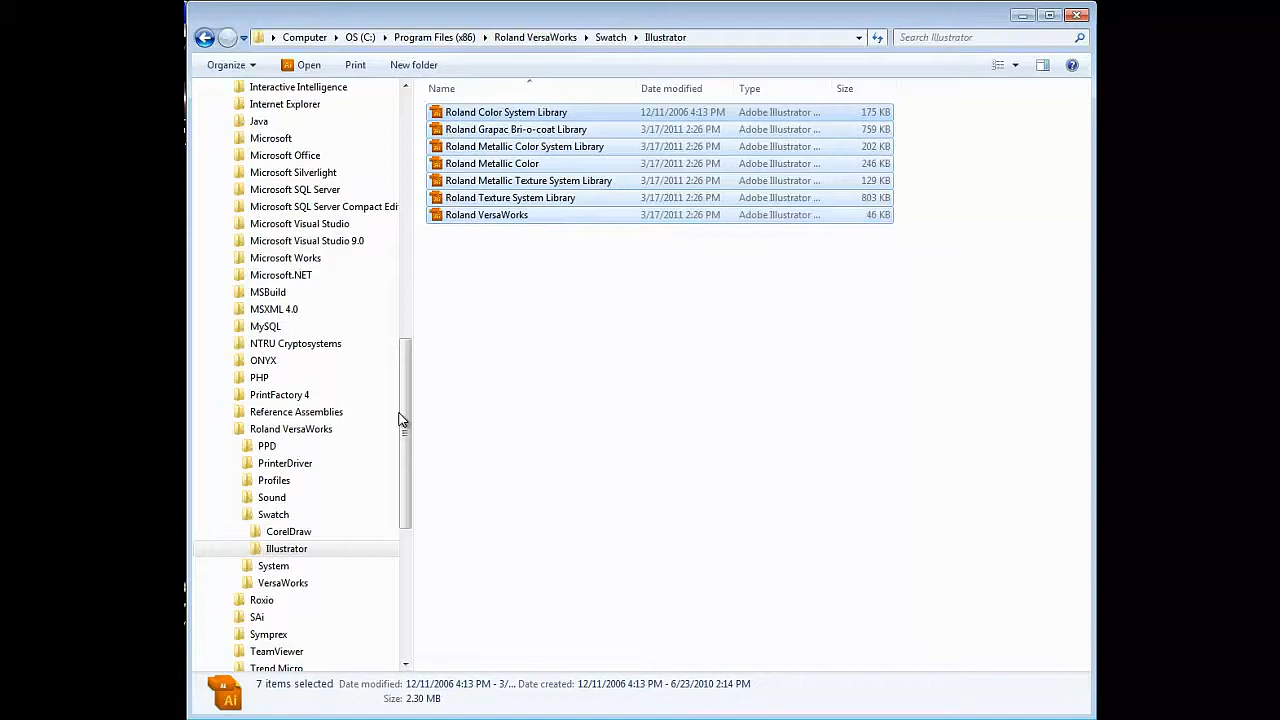 Computer OS (C:) Program Files (x86) Roland VersaWorks Swatch Illustrator Search Illustrator
Organize Open Print New folder
Interactive Intelligence
Internet Explorer
Java
Microsoft
Microsoft Office
Microsoft Silverlight
Microsoft SQL Server
Microsoft SQL Server Compact Edi
Microsoft Visual Studio
Microsoft Visual Studio 9.0
Microsoft Works
Microsoft.NET
MSBuild
MSXML 4.0
MySQL
NTRU Cryptosystems
ONYX
PHP
PrintFactory 4
Reference Assemblies
Roland VersaWorks
PPD
PrinterDriver
Profiles
Sound
Swatch
CorelDraw
Illustrator
System
VersaWorks
Roxio
SAi
Symprex
TeamViewer
Trend Micro
Name Date modified Type Size
Roland Color System Library 12/11/2006 4:13 PM Adobe Illustrator ... 175 KB
Roland Grapac Bri-o-coat Library 3/17/2011 2:26 PM Adobe Illustrator ... 759 KB
Roland Metallic Color System Library 3/17/2011 2:26 PM Adobe Illustrator ... 202 KB
Roland Metallic Color 3/17/2011 2:26 PM Adobe Illustrator ... 246 KB
Roland Metallic Texture System Library 3/17/2011 2:26 PM Adobe Illustrator ... 129 KB
Roland Texture System Library 3/17/2011 2:26 PM Adobe Illustrator ... 803 KB
Roland VersaWorks 3/17/2011 2:26 PM Adobe Illustrator ... 46 KB
Ai
7 items selected Date modified: 12/11/2006 4:13 PM - 3/... Date created: 12/11/2006 4:13 PM - 6/23/2010 2:14 PM
Size: 2.30 MB